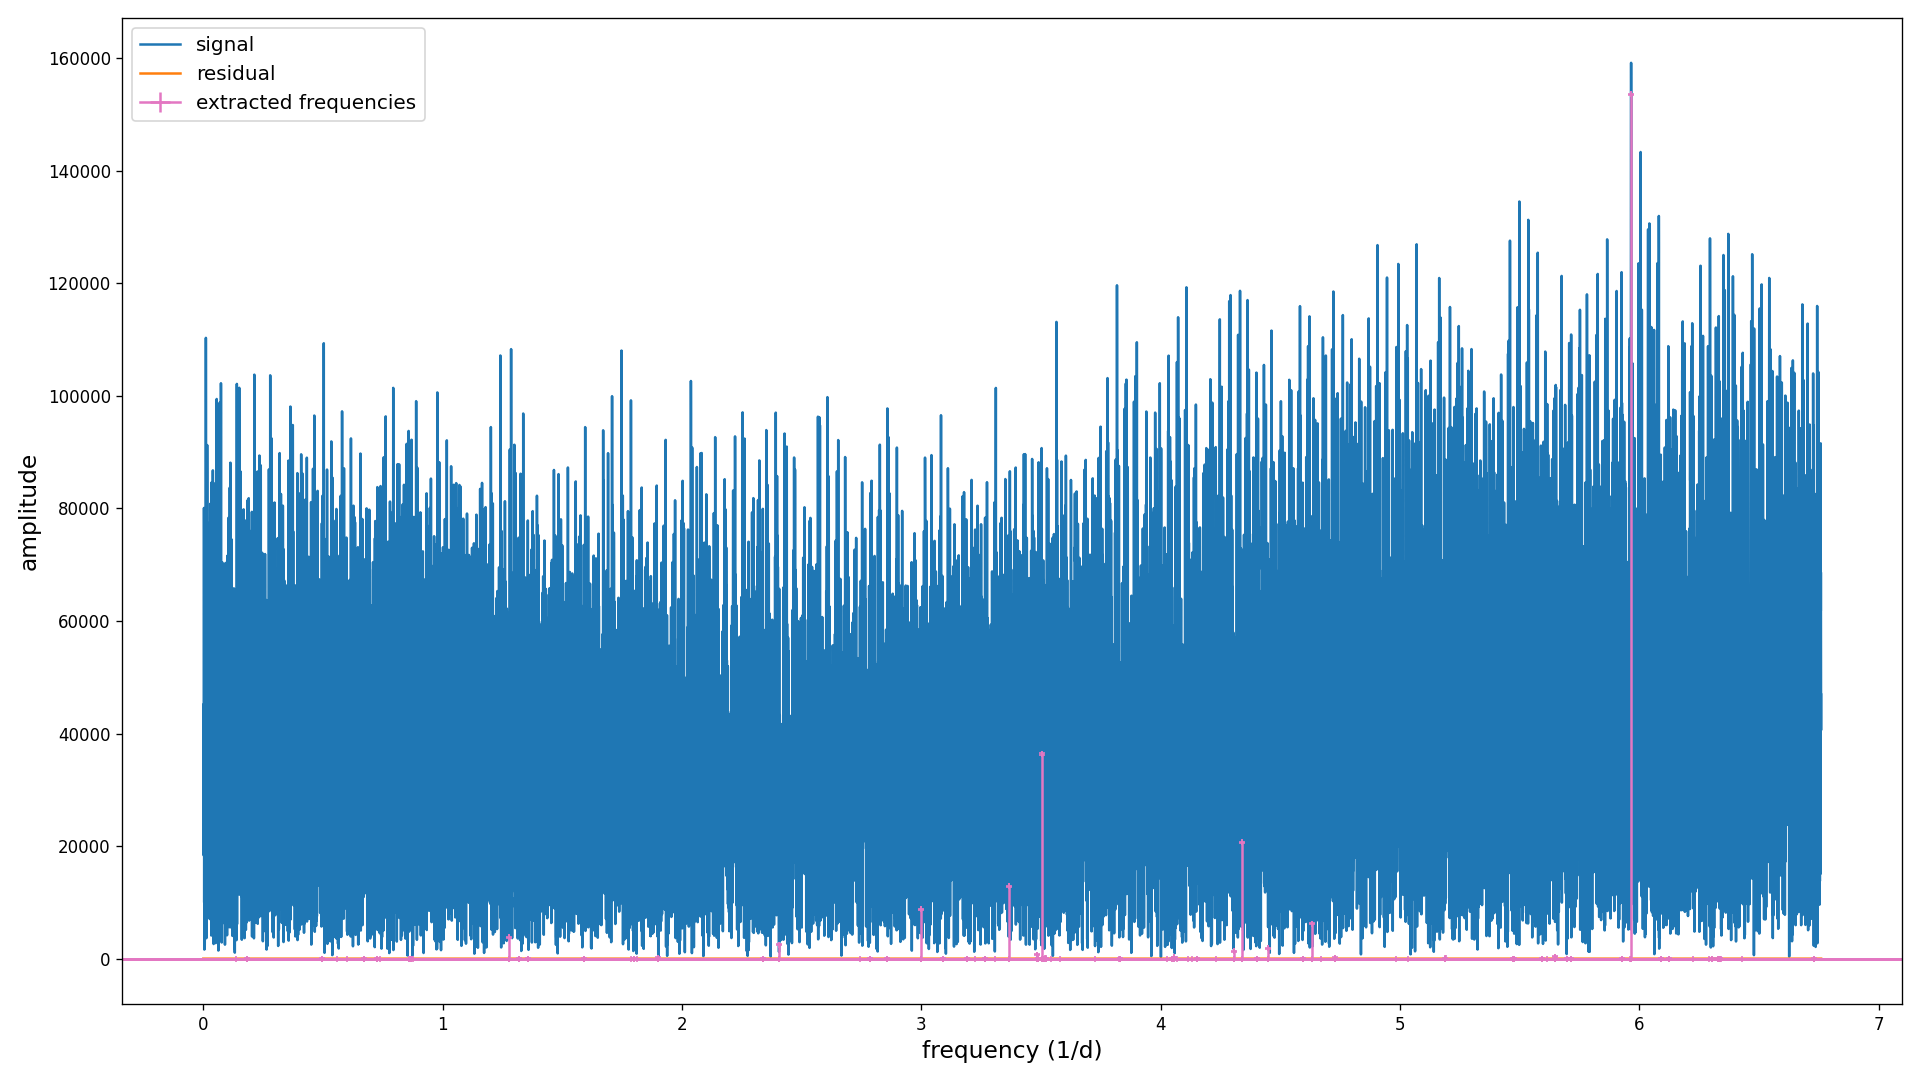 signal
residual
extracted frequencies
160000
140000
120000
100000
80000
60000
40000
20000
0
amplitude
0 1 2 3 4 5 6 7
frequency (1/d)